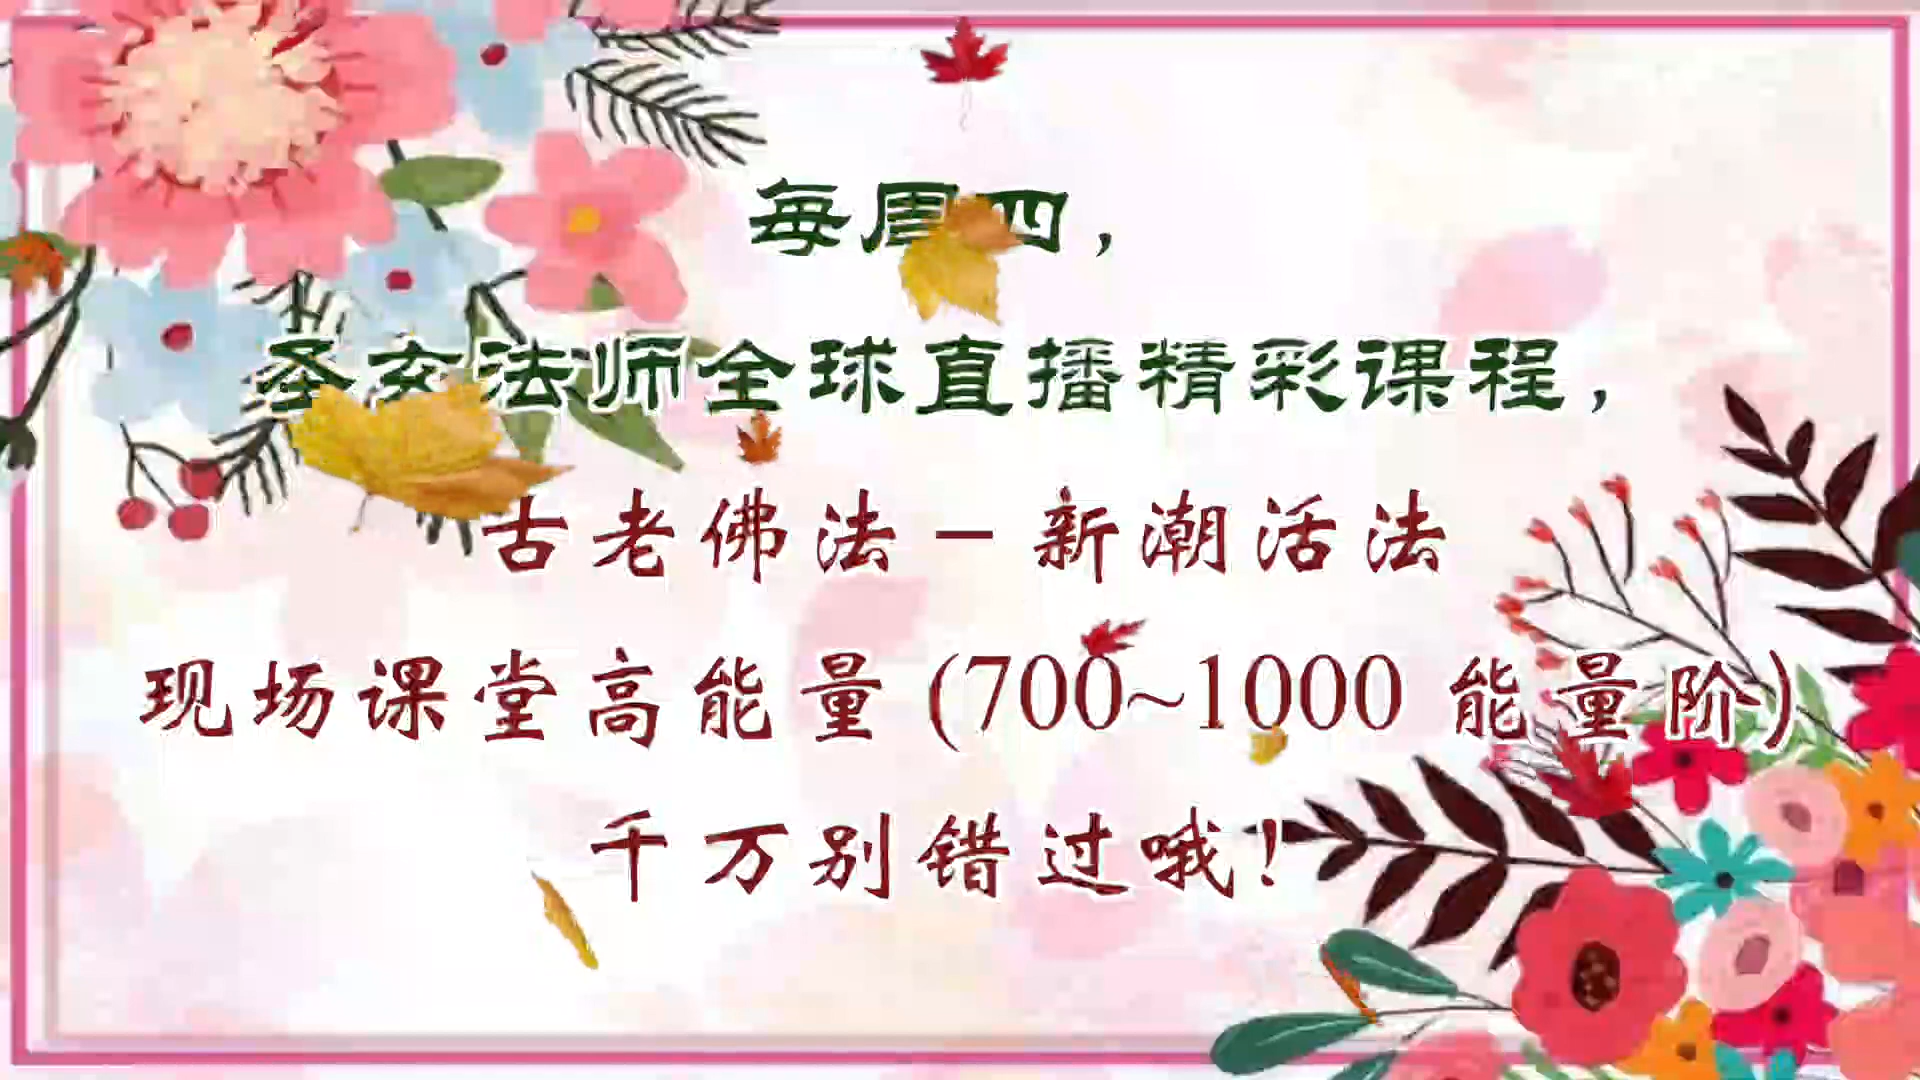 每周四，
圣玄法师全球直播精彩课程，
古老佛法－新潮活法
现场课堂高能量(700~1000 能量阶)
千万别错过哦！